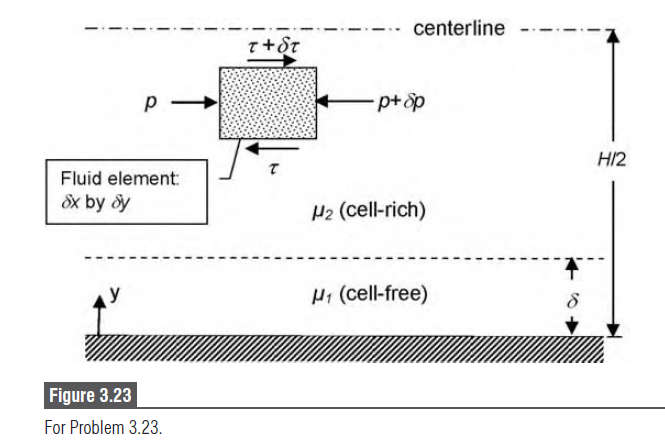 centerline
τ+δτ
p
p+δp
τ
H/2
Fluid element:
δx by δy
μ₂ (cell-rich)
y
μ₁ (cell-free)
δ
Figure 3.23
For Problem 3.23.